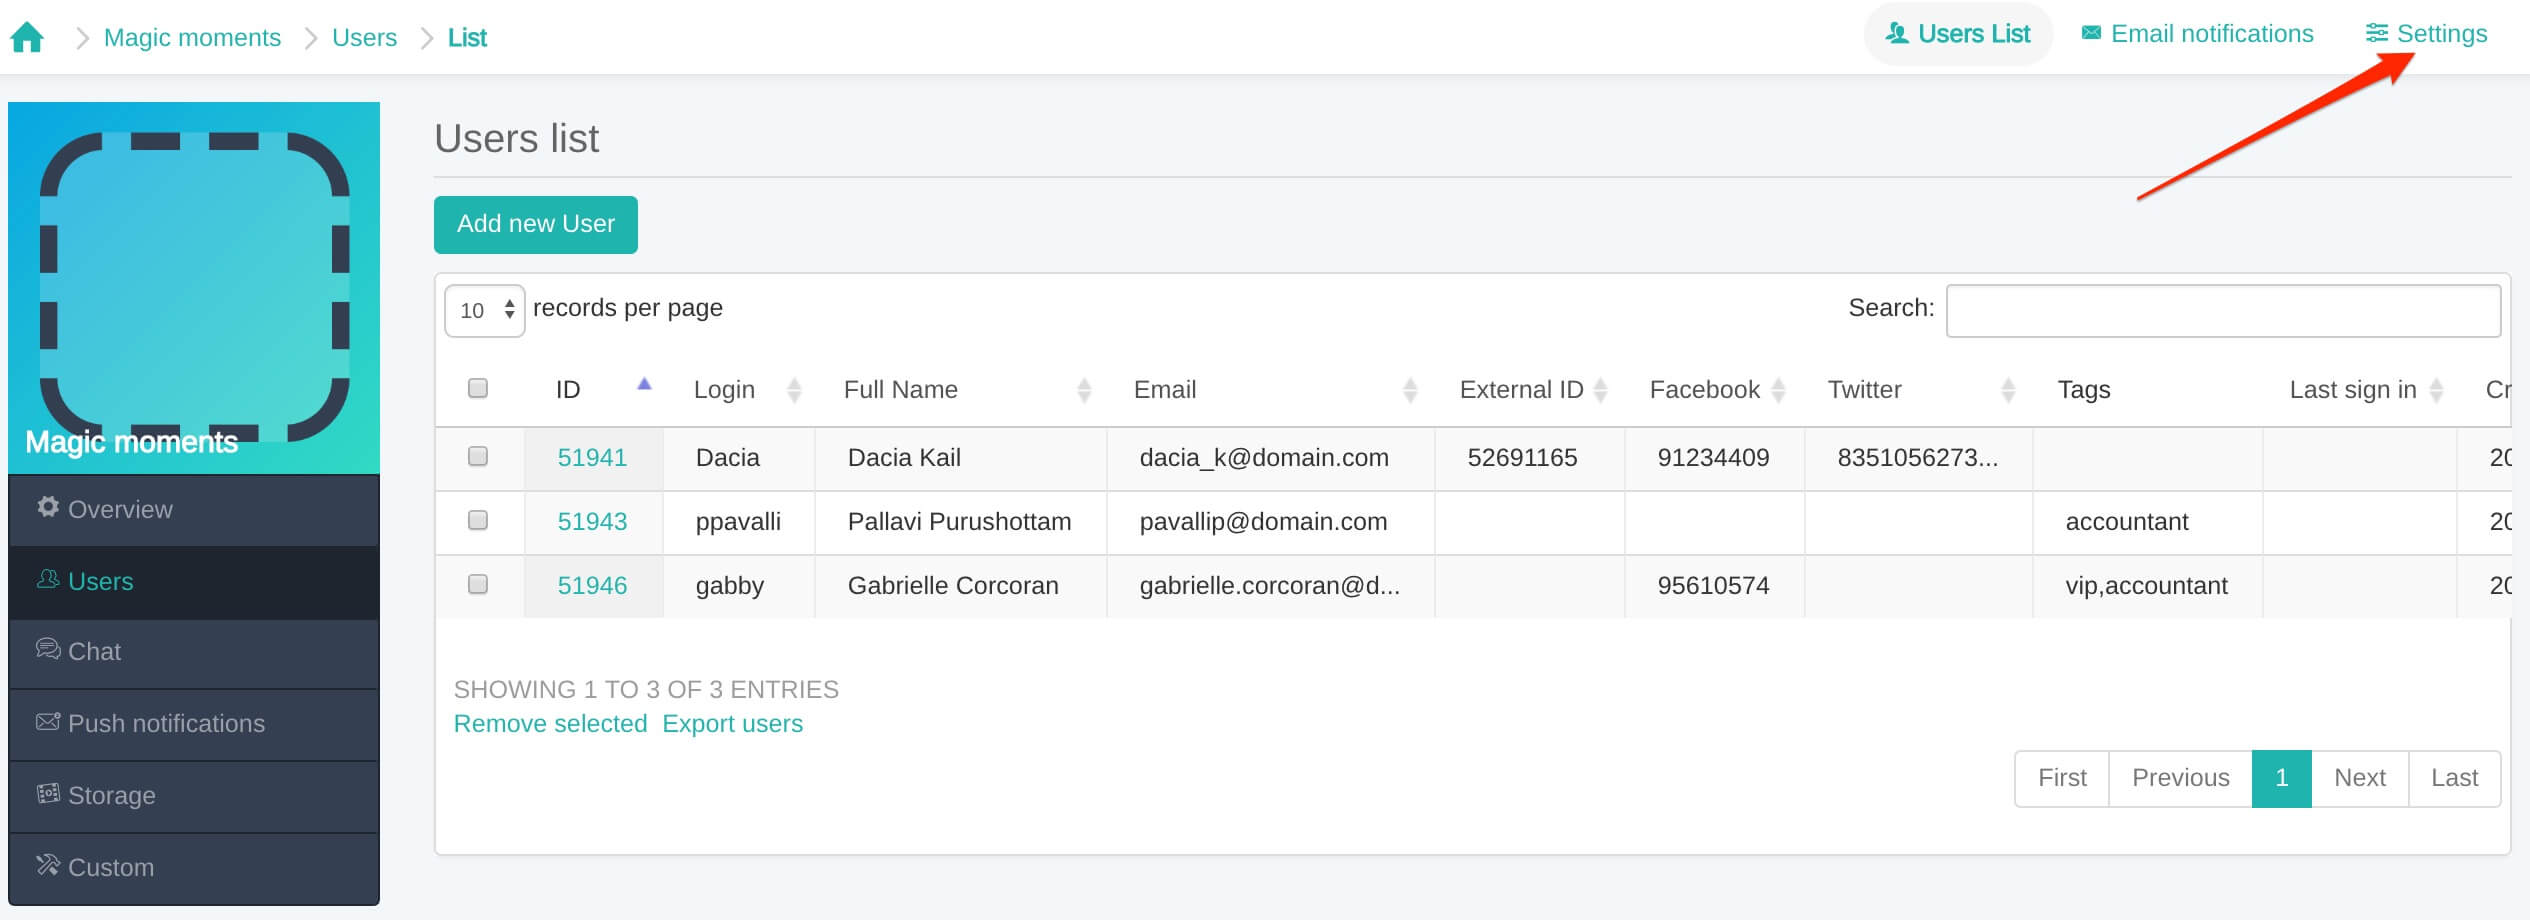 Magic moments Users List
Users List Email notifications Settings
Magic moments
Overview
Users
Chat
Push notifications
Storage
Custom
Users list
Add new User
10 records per page
Search:
ID Login Full Name Email External ID Facebook Twitter Tags Last sign in Cr
51941 Dacia Dacia Kail dacia_k@domain.com 52691165 91234409 8351056273... 20
51943 ppavalli Pallavi Purushottam pavallip@domain.com accountant 20
51946 gabby Gabrielle Corcoran gabrielle.corcoran@d... 95610574 vip,accountant 20
SHOWING 1 TO 3 OF 3 ENTRIES
Remove selected Export users
First Previous 1 Next Last